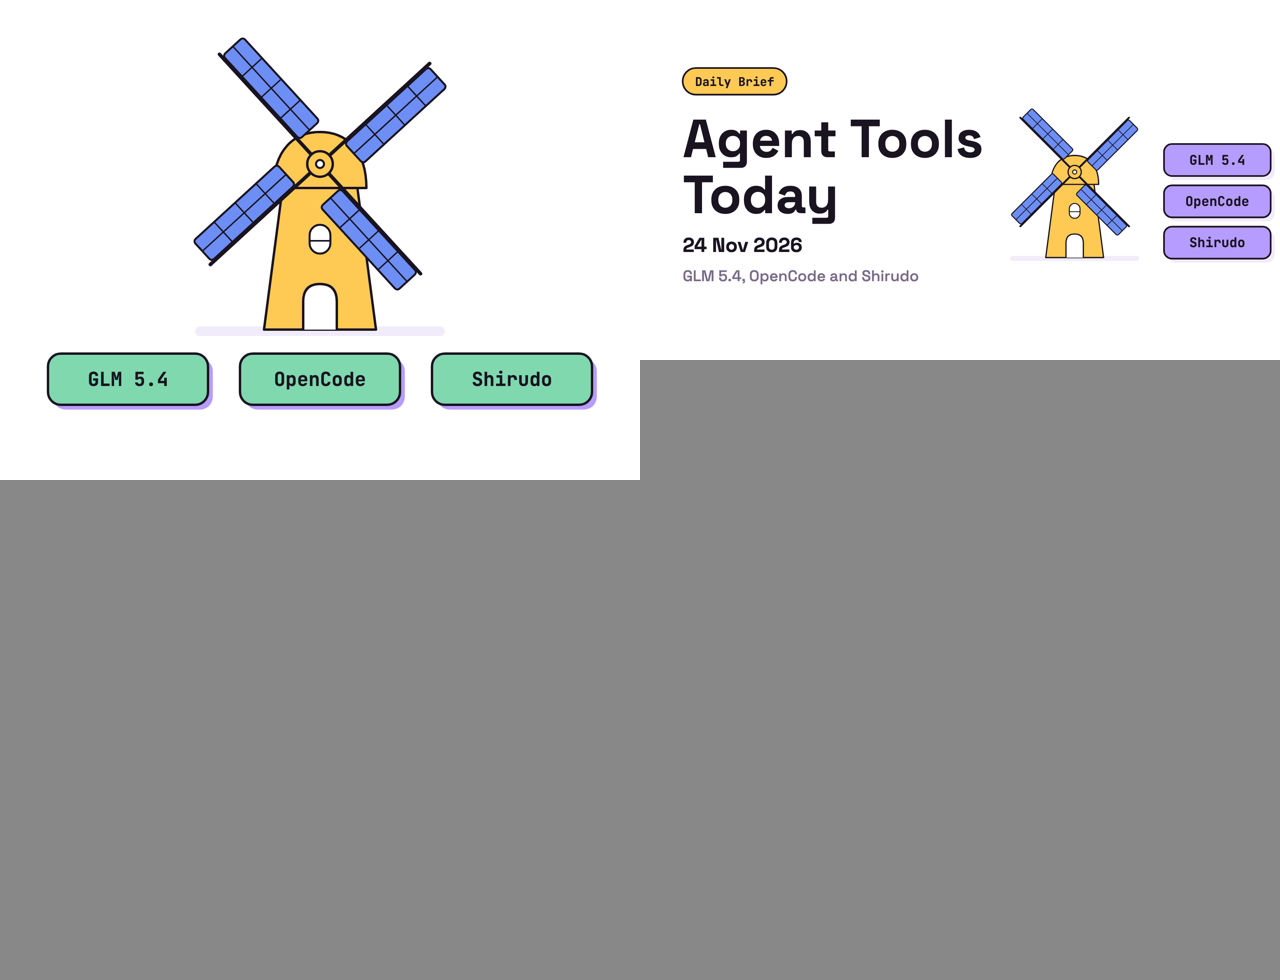 GLM 5.4
OpenCode
Shirudo
Daily Brief
Agent Tools
Today
24 Nov 2026
GLM 5.4, OpenCode and Shirudo
GLM 5.4
OpenCode
Shirudo